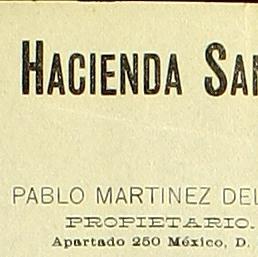 HACIENDA SA
PABLO MARTINEZ DEL
PROPIETARIO.
Apartado 250 México, D.